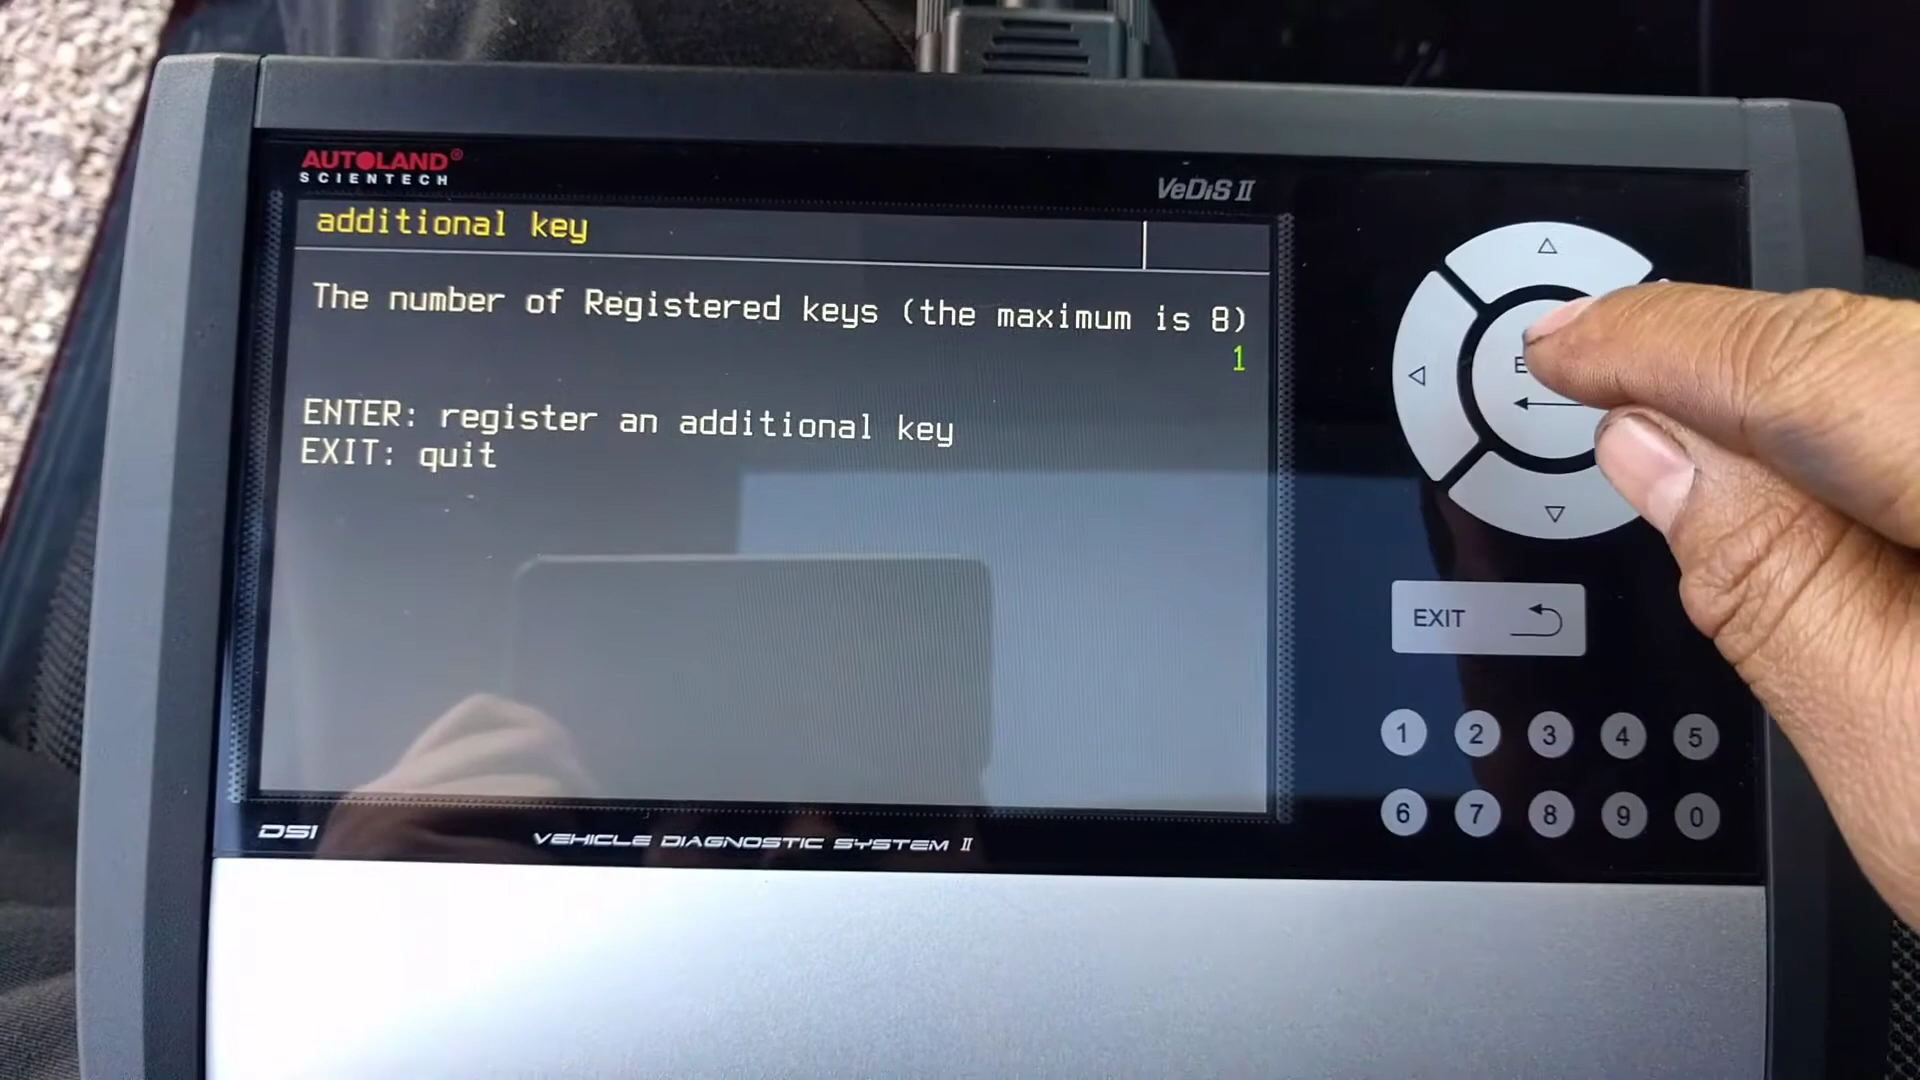 AUTOLAND®
SCIENTECH
VeDiS II
additional key
The number of Registered keys (the maximum is 8)
1
ENTER: register an additional key
EXIT: quit
EXIT
1 2 3 4 5
6 7 8 9 0
DSI
VEHICLE DIAGNOSTIC SYSTEM II